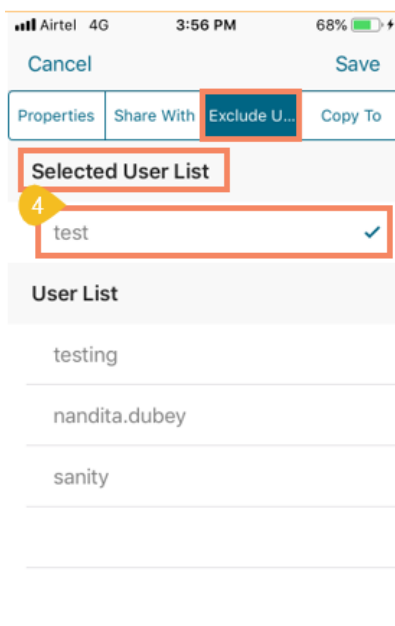 Airtel 4G 3:56 PM 68%
Cancel Save
Properties Share With Exclude U... Copy To
Selected User List
4
test
User List
testing
nandita.dubey
sanity